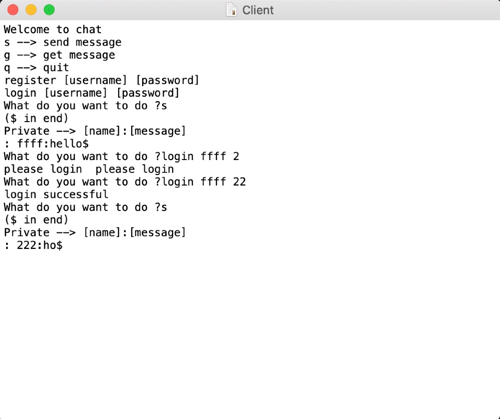 Client
Welcome to chat
s --> send message
g --> get message
q --> quit
register [username] [password]
login [username] [password]
What do you want to do ?s
($ in end)
Private --> [name]:[message]
: ffff:hello$
What do you want to do ?login ffff 2
please login  please login
What do you want to do ?login ffff 22
login successful
What do you want to do ?s
($ in end)
Private --> [name]:[message]
: 222:ho$